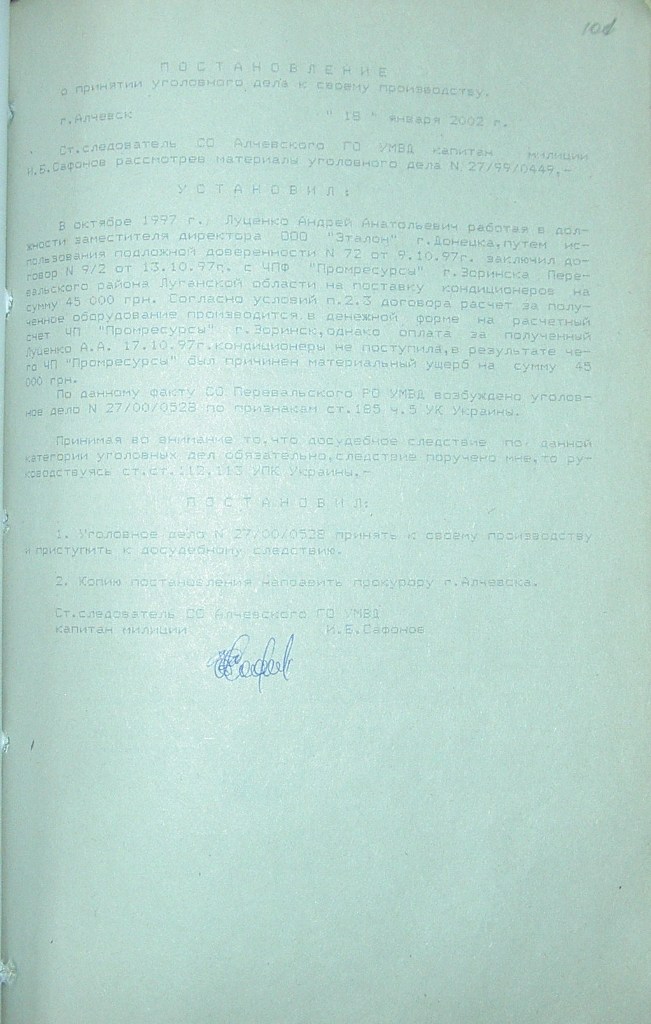 101
П О С Т А Н О В Л Е Н И Е
о принятии уголовного дела к своему производству.
г.Алчевск " 18 " января 2002 г.
Ст.следователь СО Алчевского ГО УМВД капитан милиции
И.Б.Сафонов рассмотрев материалы уголовного дела N 27/99/0449,-
У С Т А Н О В И Л :
В октябре 1997 г. Луценко Андрей Анатольевич работая в дол-
жности заместителя директора ООО "Эталон" г.Донецка,путем ис-
пользования подложной доверенности N 72 от 9.10.97г. заключил до-
говор N 9/2 от 13.10.97г. с ЧПФ "Промресурсы" г.Зоринска Пере-
вальского района Луганской области на поставку кондиционеров на
сумму 45 000 грн. Согласно условий п.2.3 договора расчет за полу-
ченное оборудование производится в денежной форме на расчетный
счет ЧП "Промресурсы" г.Зоринск,однако оплата за полученный
Луценко А.А. 17.10.97г.кондиционеры не поступила,в результате че-
го ЧП "Промресурсы" был причинен материальный ущерб на сумму 45
000 грн.
По данному факту СО Перевальского РО УМВД возбуждено уголов-
ное дело N 27/00/0528 по признакам ст.185 ч.5 УК Украины.
Принимая во внимание то,что досудебное следствие по данной
категории уголовных дел обязательно,следствие поручено мне,то ру-
ководствуясь ст.ст.112,113 УПК Украины,-
П О С Т А Н О В И Л:
1. Уголовное дело N 27/00/0528 принять к своему производству
и приступить к досудебному следствию.
2. Копию постановления направить прокурору г.Алчевска.
Ст.следователь СО Алчевского ГО УМВД
капитан милиции И.Б.Сафонов